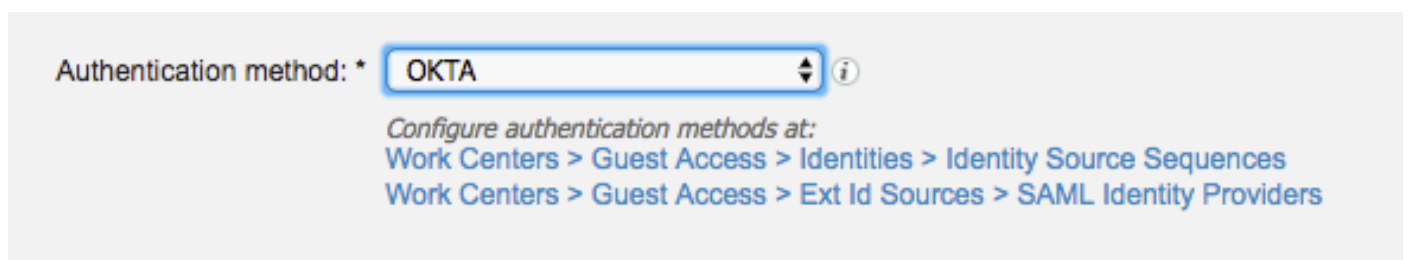 Authentication method: * OKTA
Configure authentication methods at:
Work Centers > Guest Access > Identities > Identity Source Sequences
Work Centers > Guest Access > Ext Id Sources > SAML Identity Providers